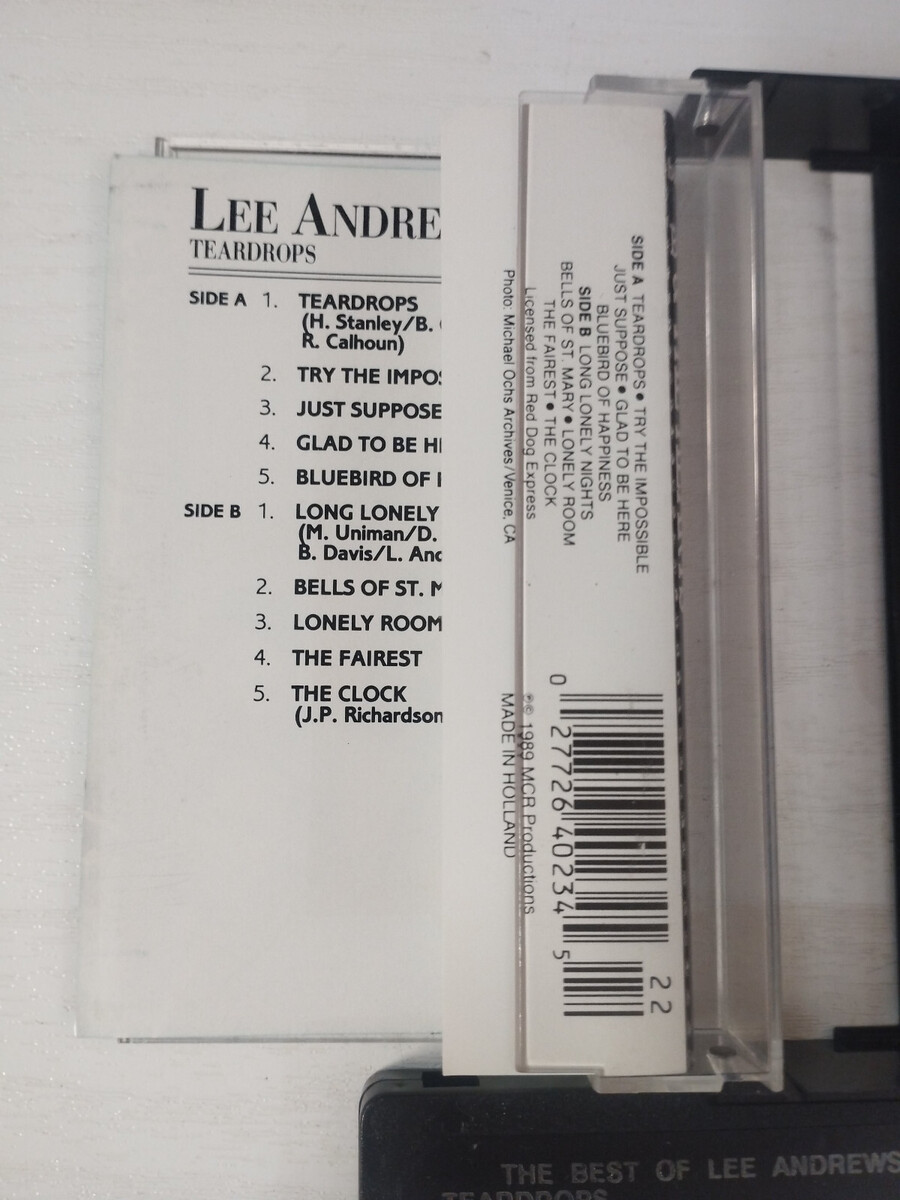 LEE ANDRE
TEARDROPS
SIDE A 1. TEARDROPS
(H. Stanley/B.
R. Calhoun)
2. TRY THE IMPO
3. JUST SUPPOSE
4. GLAD TO BE H
5. BLUEBIRD OF
SIDE B 1. LONG LONELY
(M. Uniman/D.
B. Davis/L. And
2. BELLS OF ST. M
3. LONELY ROOM
4. THE FAIREST
5. THE CLOCK
(J.P. Richardson
SIDE A TEARDROPS • TRY THE IMPOSSIBLE
JUST SUPPOSE • GLAD TO BE HERE
BLUEBIRD OF HAPPINESS
SIDE B LONG LONELY NIGHTS
BELLS OF ST. MARY • LONELY ROOM
THE FAIREST • THE CLOCK
Licensed from Red Dog Express
Photo: Michael Ochs Archives/Venice, CA
0 27726 40234 5
22
℗© 1989 MCR Productions
MADE IN HOLLAND
THE BEST OF LEE ANDREWS
TEARDROPS